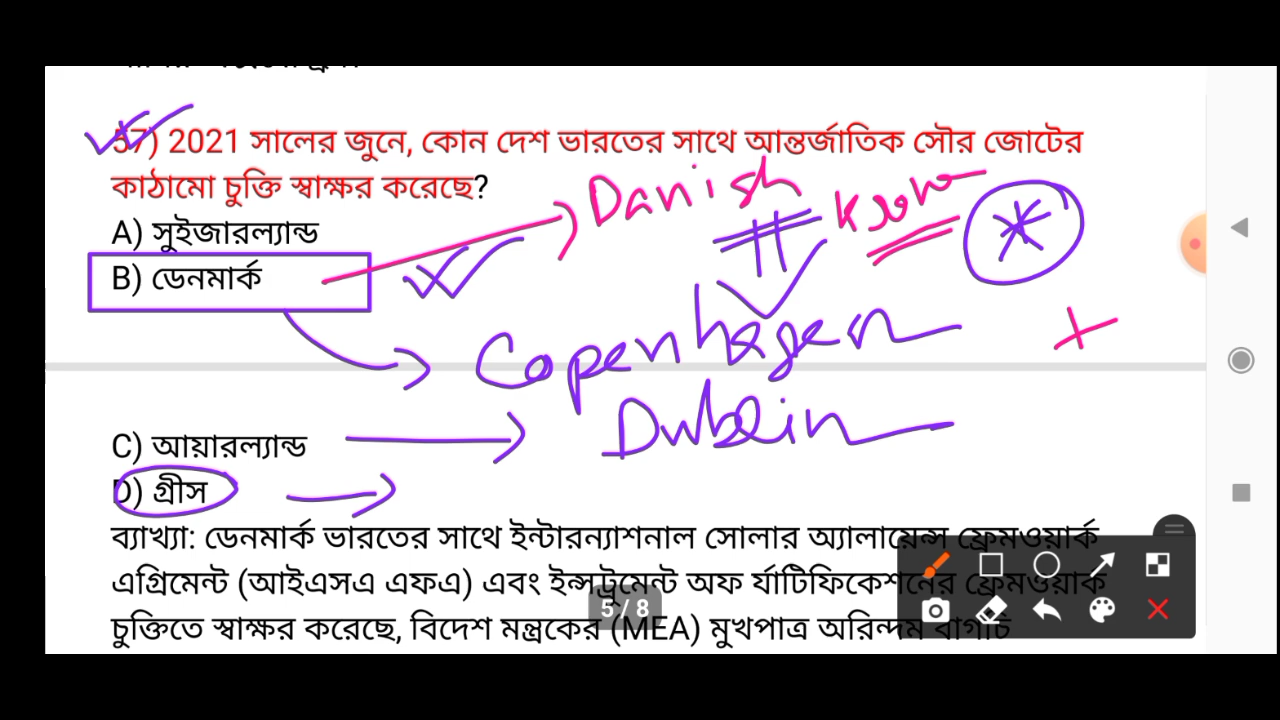 57) 2021 সালের জুনে, কোন দেশ ভারতের সাথে আন্তর্জাতিক সৌর জোটের
কাঠামো চুক্তি স্বাক্ষর করেছে?
Danish Krone
A) সুইজারল্যান্ড
B) ডেনমার্ক
Copenhagen
Dublin
C) আয়ারল্যান্ড
D) গ্রীস
ব্যাখ্যা: ডেনমার্ক ভারতের সাথে ইন্টারন্যাশনাল সোলার অ্যালায়েন্স ফ্রেমওয়ার্ক
এগ্রিমেন্ট (আইএসএ এফএ) এবং ইন্সট্রুমেন্ট অফ র্যাটিফিকেশনের ফ্রেমওয়ার্ক
5 / 8
চুক্তিতে স্বাক্ষর করেছে, বিদেশ মন্ত্রকের (MEA) মুখপাত্র অরিন্দম বাগচি